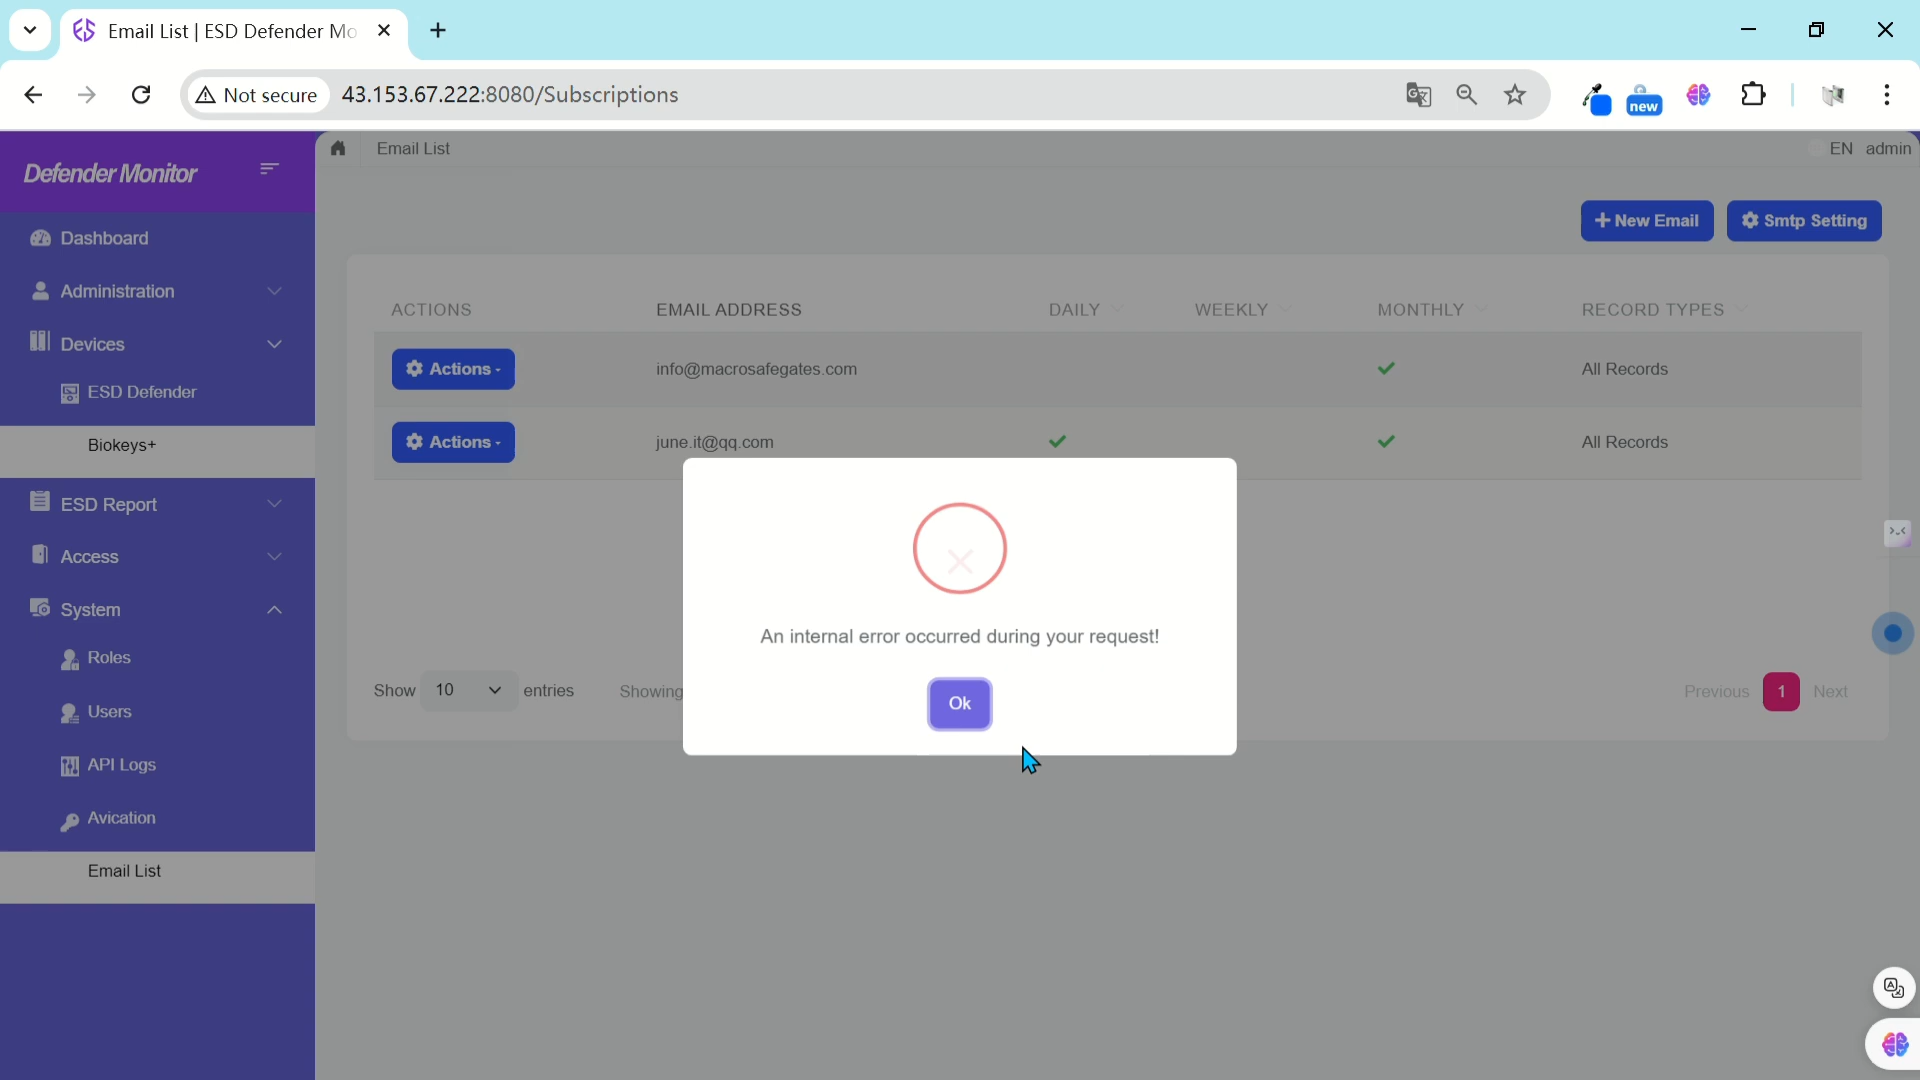 Email List | ESD Defender Mo
Not secure
43.153.67.222:8080/Subscriptions
new
Defender Monitor
Email List
EN admin
Dashboard
Administration
Devices
ESD Defender
Biokeys+
ESD Report
Access
System
Roles
Users
API Logs
Avication
Email List
+ New Email
Smtp Setting
ACTIONS EMAIL ADDRESS DAILY WEEKLY MONTHLY RECORD TYPES
Actions - info@macrosafegates.com All Records
Actions - june.it@qq.com All Records
An internal error occurred during your request!
Ok
Show 10 entries Showing
Previous 1 Next